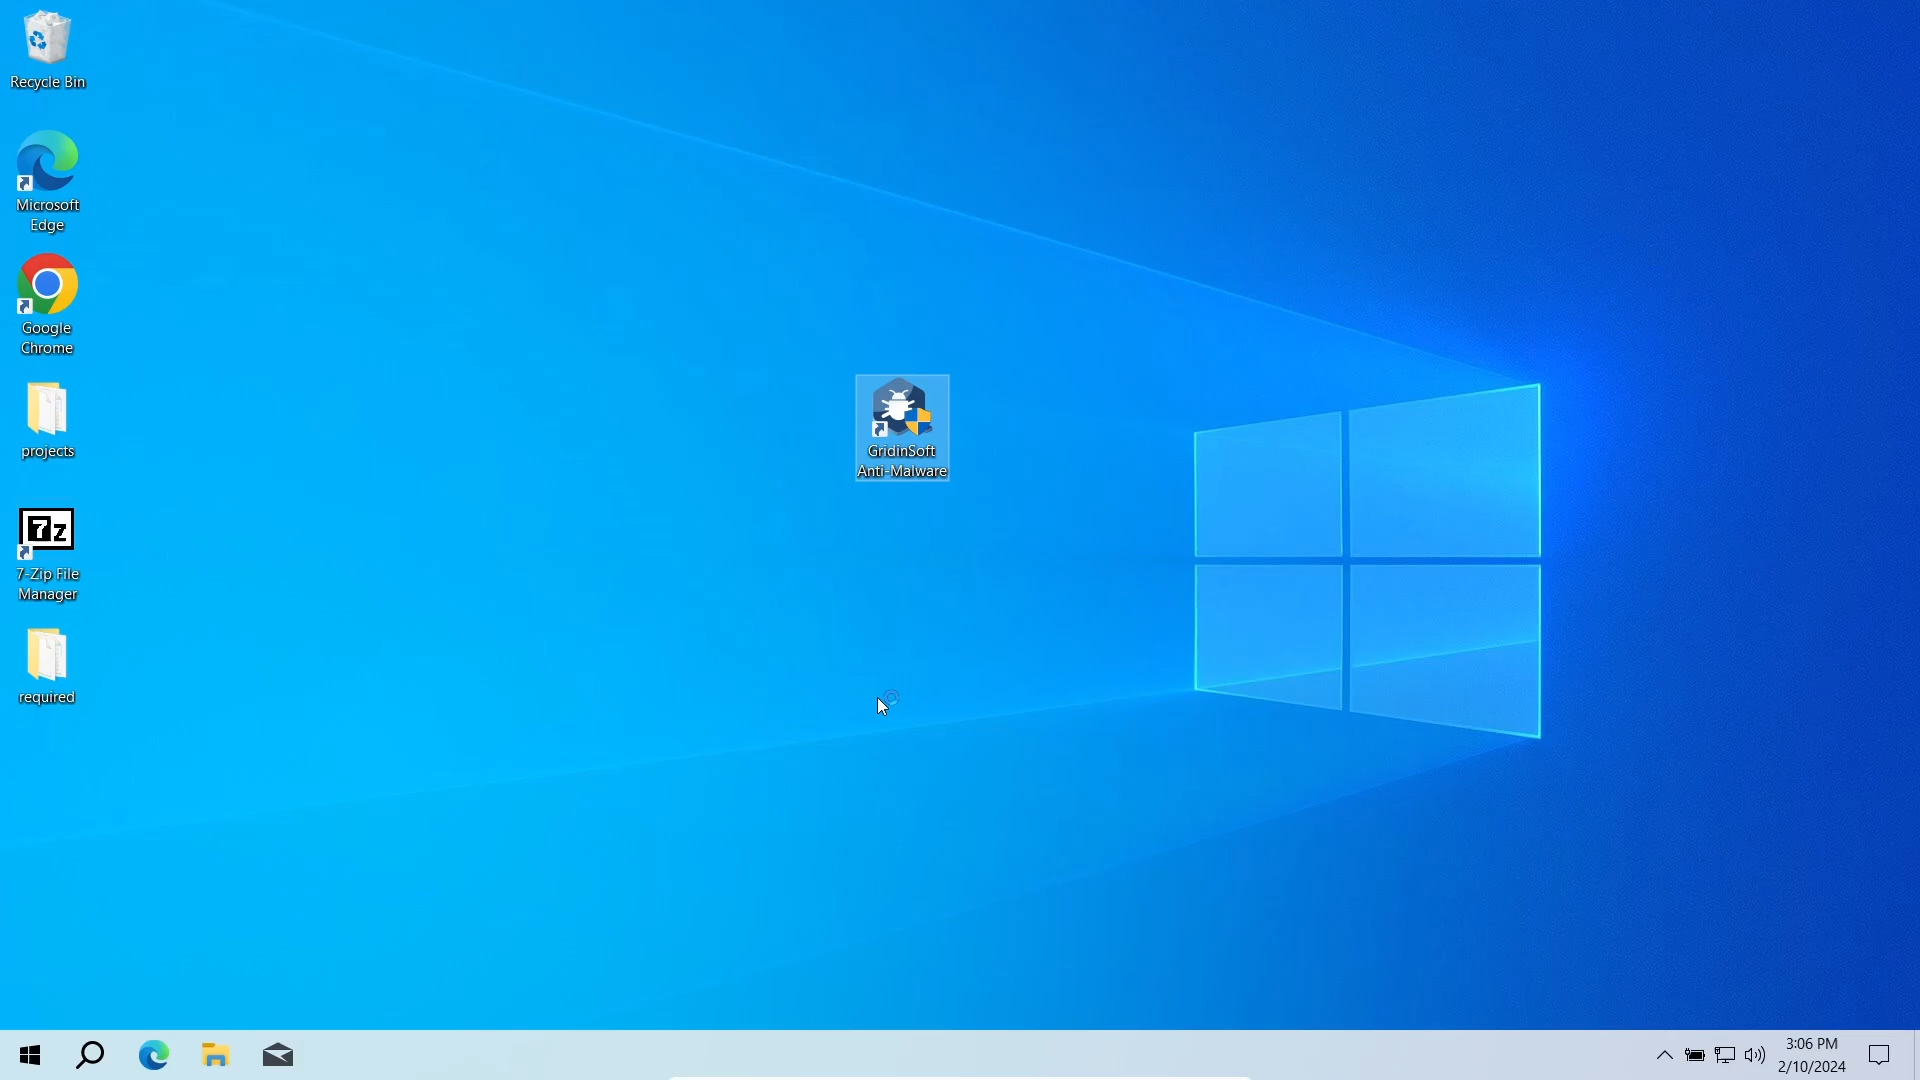 Recycle Bin
Microsoft
Edge
Google
Chrome
projects
7z
7-Zip File
Manager
required
GridinSoft
Anti-Malware
3:06 PM
2/10/2024